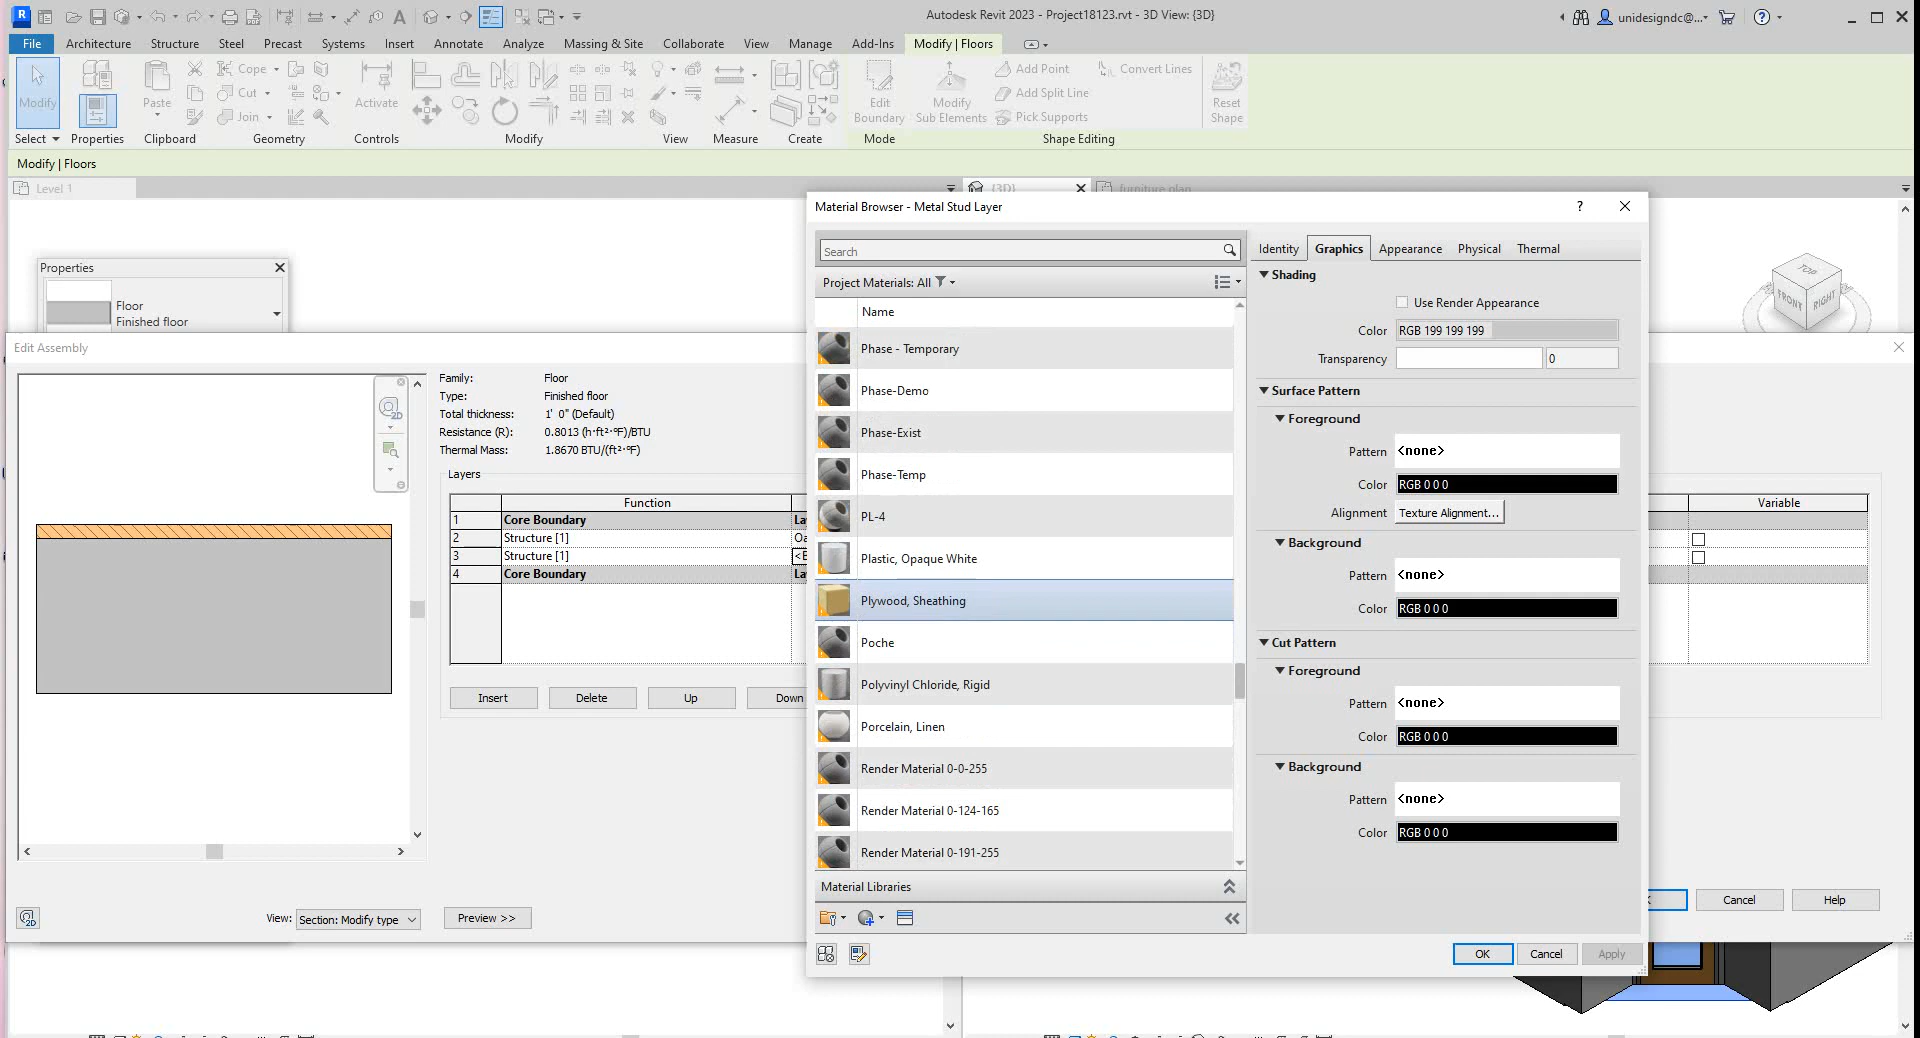 Autodesk Revit 2023 - Project18123.rvt - 3D View: {3D}
unidesigndc@...
File Architecture Structure Steel Precast Systems Insert Annotate Analyze Massing & Site Collaborate View Manage Add-Ins Modify | Floors
Modify
Paste
Cope
Cut
Join
Activate
Edit Boundary
Modify Sub Elements
Add Point
Add Split Line
Pick Supports
Convert Lines
Reset Shape
Select Properties Clipboard Geometry Controls Modify View Measure Create Mode Shape Editing
Modify | Floors
Level 1
{3D}
furniture plan
Properties
Floor
Finished floor
TOP
FRONT
RIGHT
Edit Assembly
2D
Family: Floor
Type: Finished floor
Total thickness: 1' 0" (Default)
Resistance (R): 0.8013 (h·ft²·°F)/BTU
Thermal Mass: 1.8670 BTU/(ft²·°F)
Layers
Function
Variable
1 Core Boundary La
2 Structure [1] Oa
3 Structure [1] <B
4 Core Boundary La
Insert Delete Up Down
View: Section: Modify type
Preview >>
Cancel
Help
Material Browser - Metal Stud Layer
?
Search
Project Materials: All
Name
Phase - Temporary
Phase-Demo
Phase-Exist
Phase-Temp
PL-4
Plastic, Opaque White
Plywood, Sheathing
Poche
Polyvinyl Chloride, Rigid
Porcelain, Linen
Render Material 0-0-255
Render Material 0-124-165
Render Material 0-191-255
Material Libraries
Identity Graphics Appearance Physical Thermal
Shading
Use Render Appearance
Color RGB 199 199 199
Transparency 0
Surface Pattern
Foreground
Pattern <none>
Color RGB 0 0 0
Alignment Texture Alignment...
Background
Pattern <none>
Color RGB 0 0 0
Cut Pattern
Foreground
Pattern <none>
Color RGB 0 0 0
Background
Pattern <none>
Color RGB 0 0 0
OK Cancel Apply